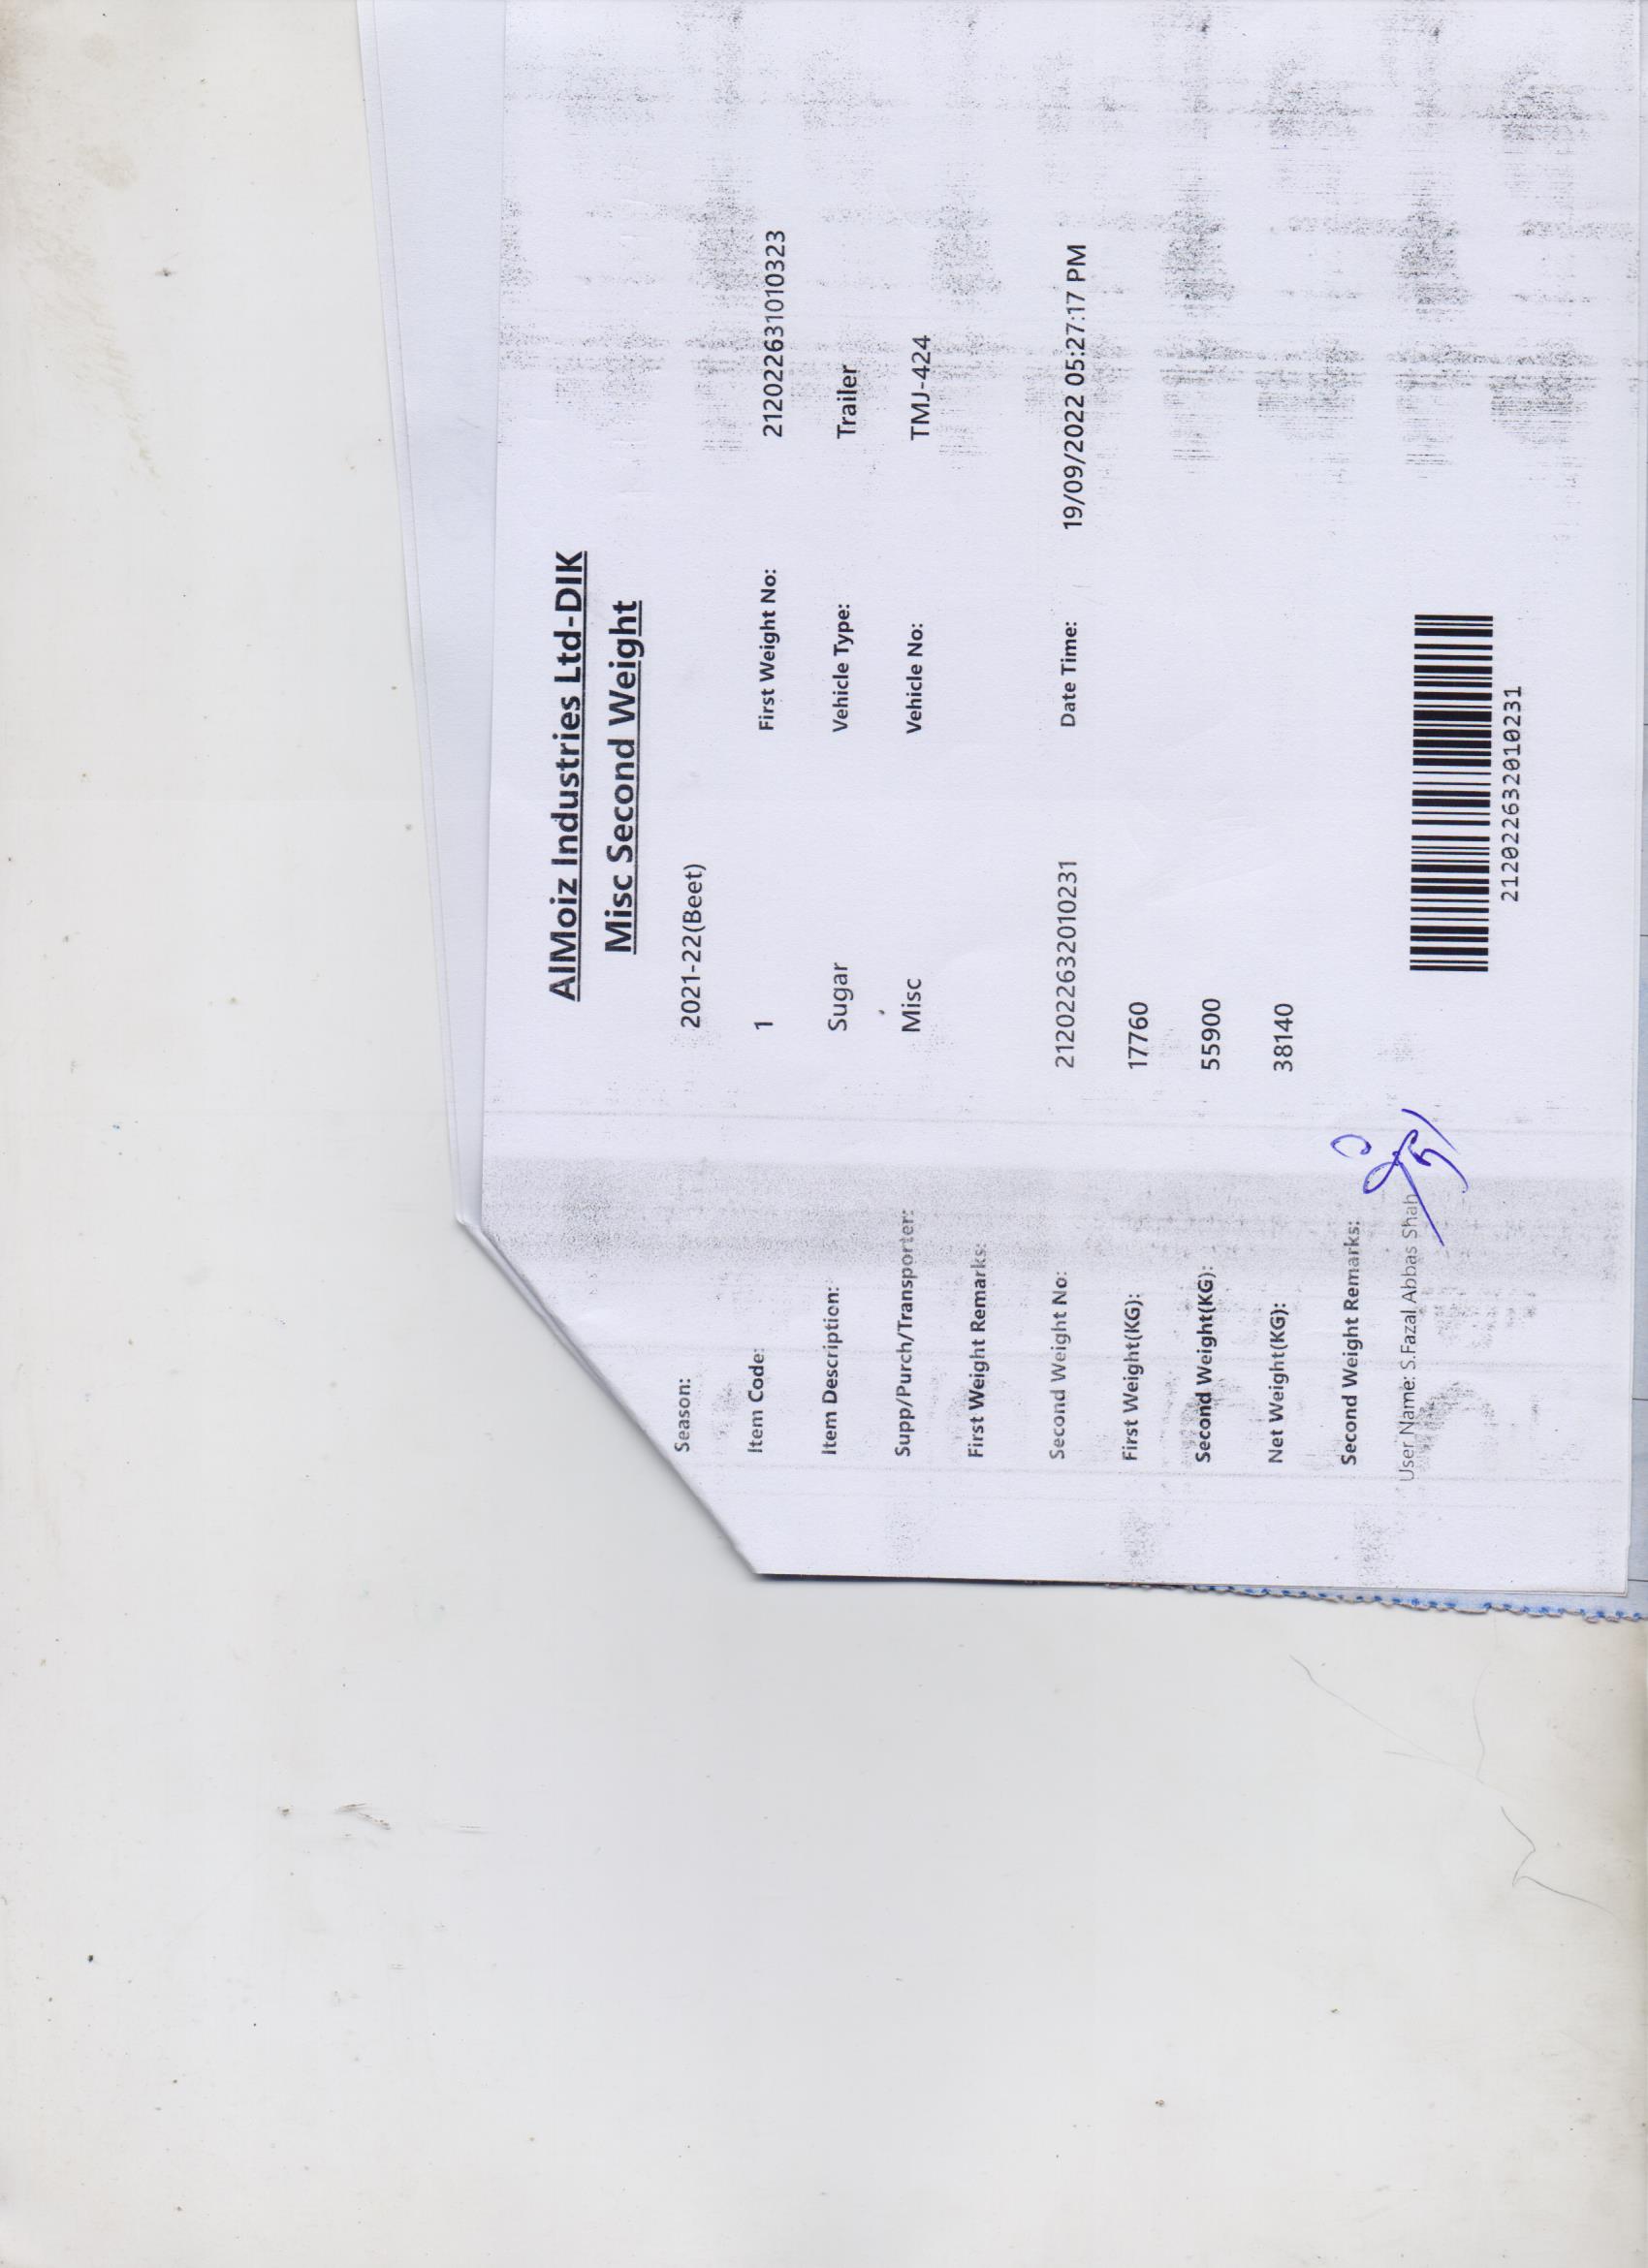 AlMoiz Industries Ltd-DIK
Misc Second Weight
Season: 2021-22(Beet)
Item Code: 1 First Weight No: 212022631010323
Item Description: Sugar Vehicle Type: Trailer
Supp/Purch/Transporter: Misc Vehicle No: TMJ-424
First Weight Remarks:
Second Weight No: 212022632010231 Date Time: 19/09/2022 05:27:17 PM
First Weight(KG): 17760
Second Weight(KG): 55900
Net Weight(KG): 38140
Second Weight Remarks:
User Name: S.Fazal Abbas Shah
212022632010231